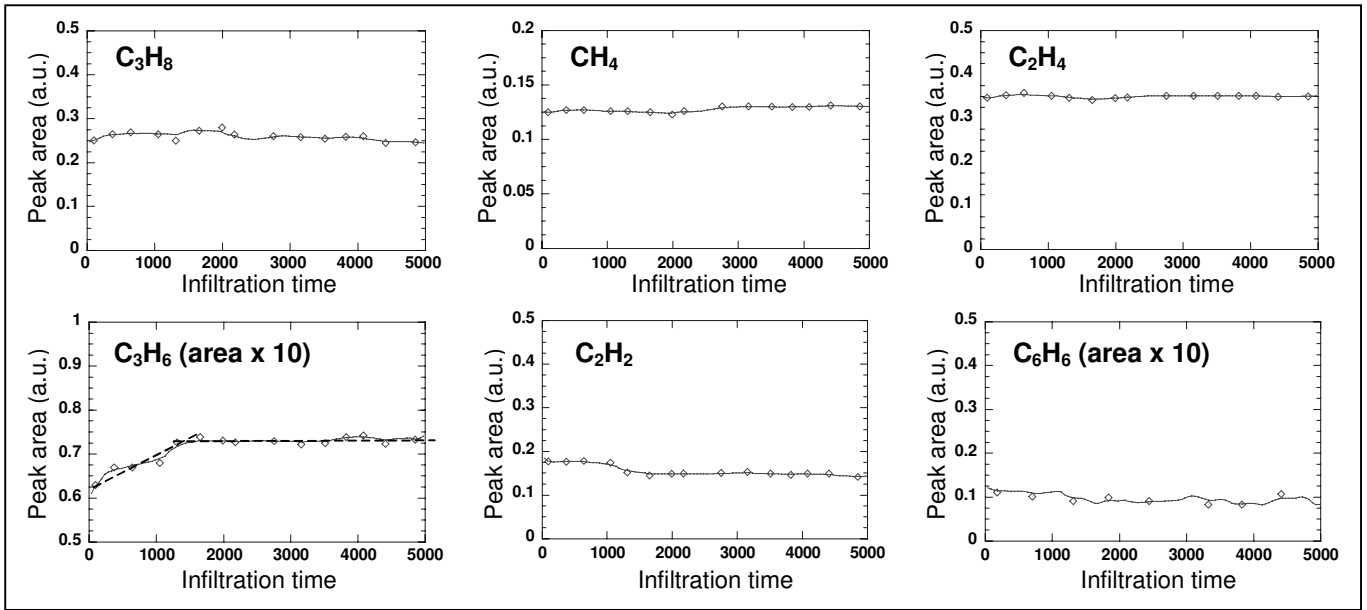 C₃H₈
Peak area (a.u.)
0.5
0.4
0.3
0.2
0.1
0
0 1000 2000 3000 4000 5000
Infiltration time
CH₄
Peak area (a.u.)
0.2
0.15
0.1
0.05
0
0 1000 2000 3000 4000 5000
Infiltration time
C₂H₄
Peak area (a.u.)
0.5
0.4
0.3
0.2
0.1
0
0 1000 2000 3000 4000 5000
Infiltration time
C₃H₆ (area x 10)
Peak area (a.u.)
1
0.9
0.8
0.7
0.6
0.5
0 1000 2000 3000 4000 5000
Infiltration time
C₂H₂
Peak area (a.u.)
0.5
0.4
0.3
0.2
0.1
0
0 1000 2000 3000 4000 5000
Infiltration time
C₆H₆ (area x 10)
Peak area (a.u.)
0.5
0.4
0.3
0.2
0.1
0
0 1000 2000 3000 4000 5000
Infiltration time